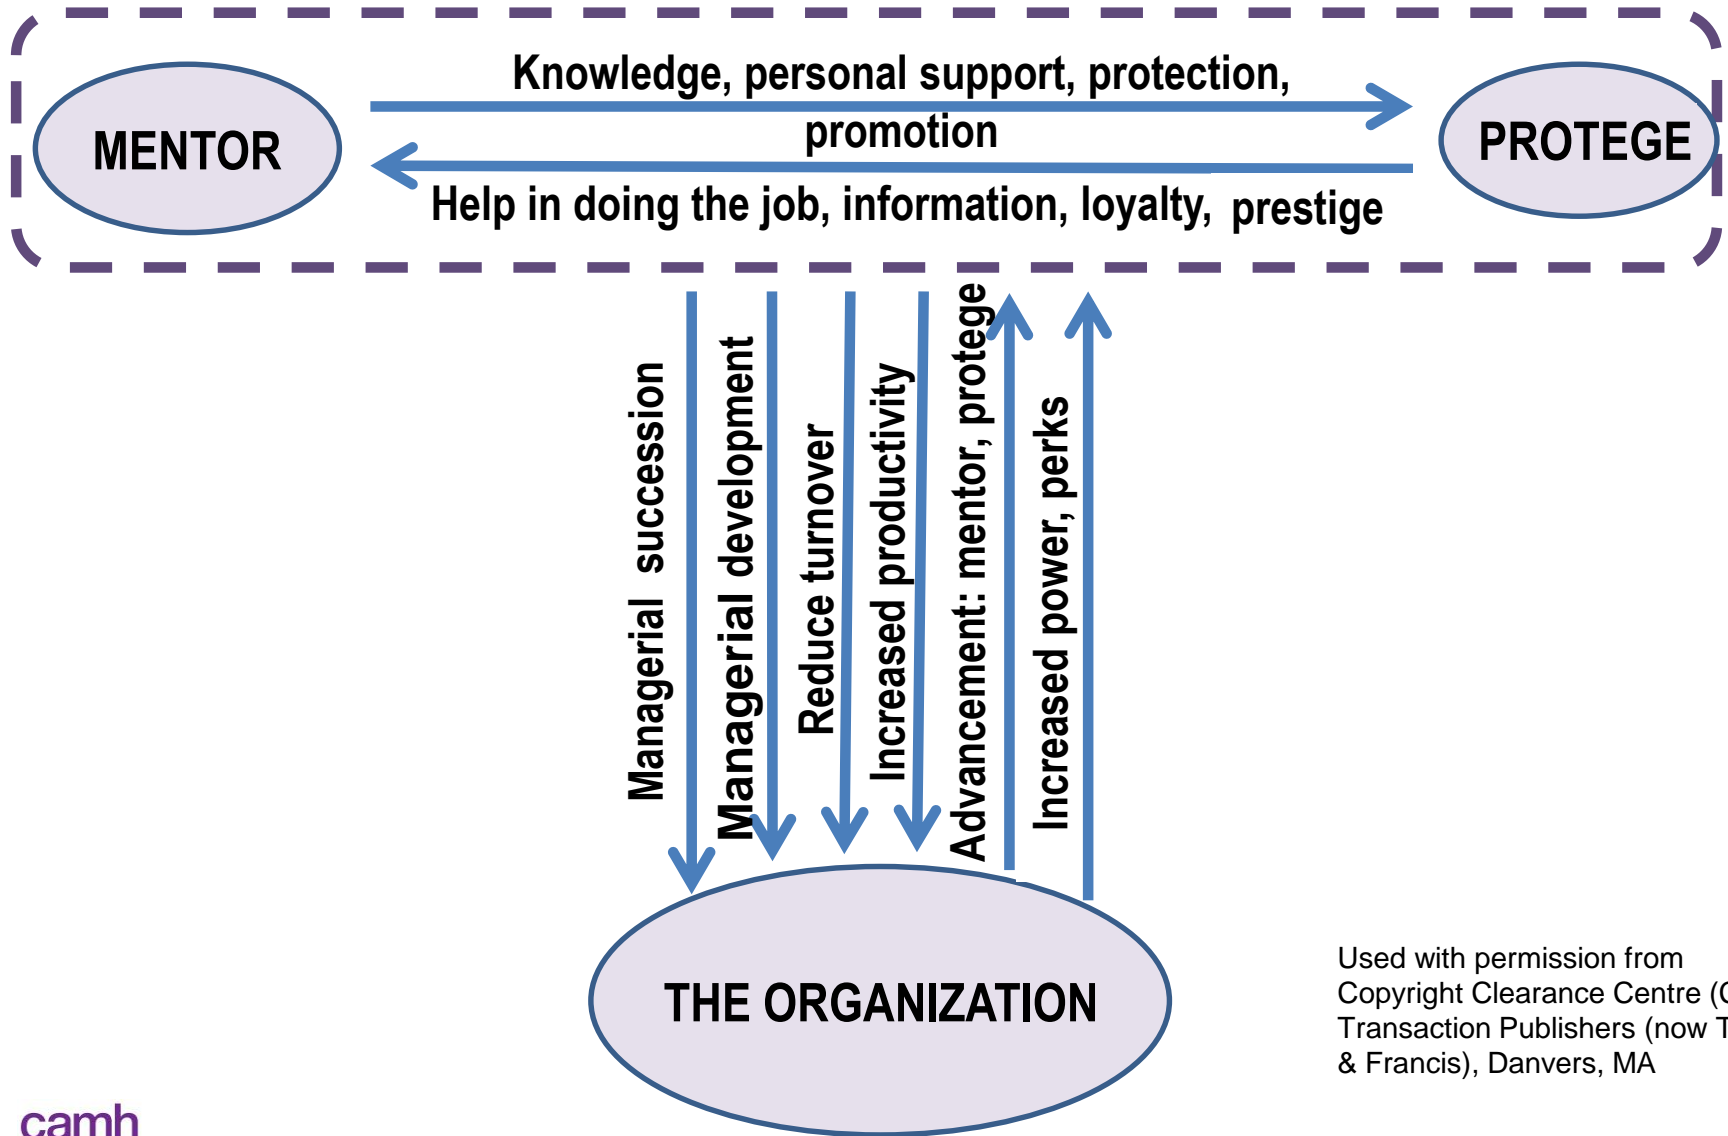 Knowledge, personal support, protection,
promotion
MENTOR
PROTEGE
Help in doing the job, information, loyalty, prestige
Managerial succession
Managerial development
Reduce turnover
Increased productivity
Advancement: mentor, protege
Increased power, perks
THE ORGANIZATION
Used with permission from
Copyright Clearance Centre (
Transaction Publishers (now
& Francis), Danvers, MA
camh